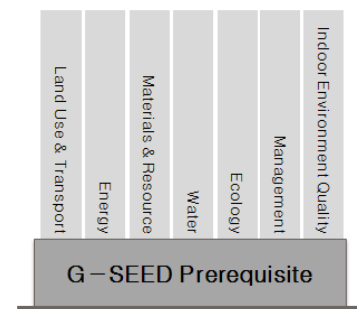 Land Use & Transport
Energy
Materials & Resource
Water
Ecology
Management
Indoor Environment Quality
G-SEED Prerequisite